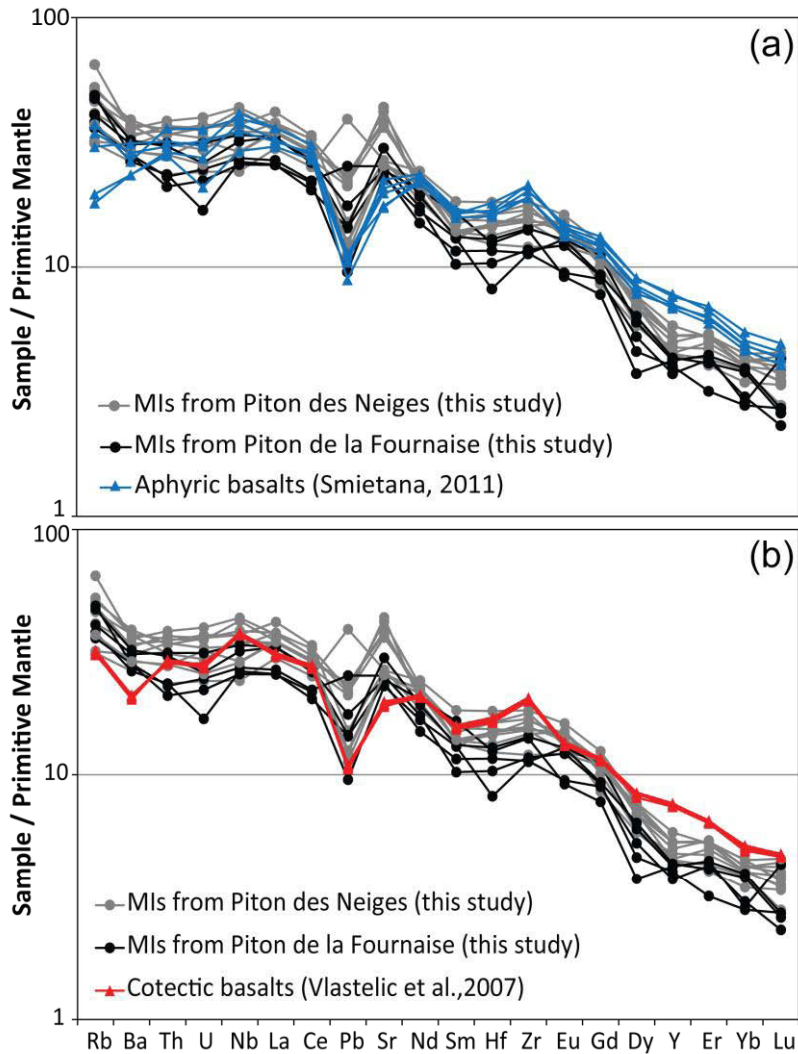 100
(a)
10
Sample / Primitive Mantle
MIs from Piton des Neiges (this study)
MIs from Piton de la Fournaise (this study)
Aphyric basalts (Smietana, 2011)
1
100
(b)
10
Sample / Primitive Mantle
MIs from Piton des Neiges (this study)
MIs from Piton de la Fournaise (this study)
Cotectic basalts (Vlastelic et al.,2007)
1
Rb Ba Th U Nb La Ce Pb Sr Nd Sm Hf Zr Eu Gd Dy Y Er Yb Lu